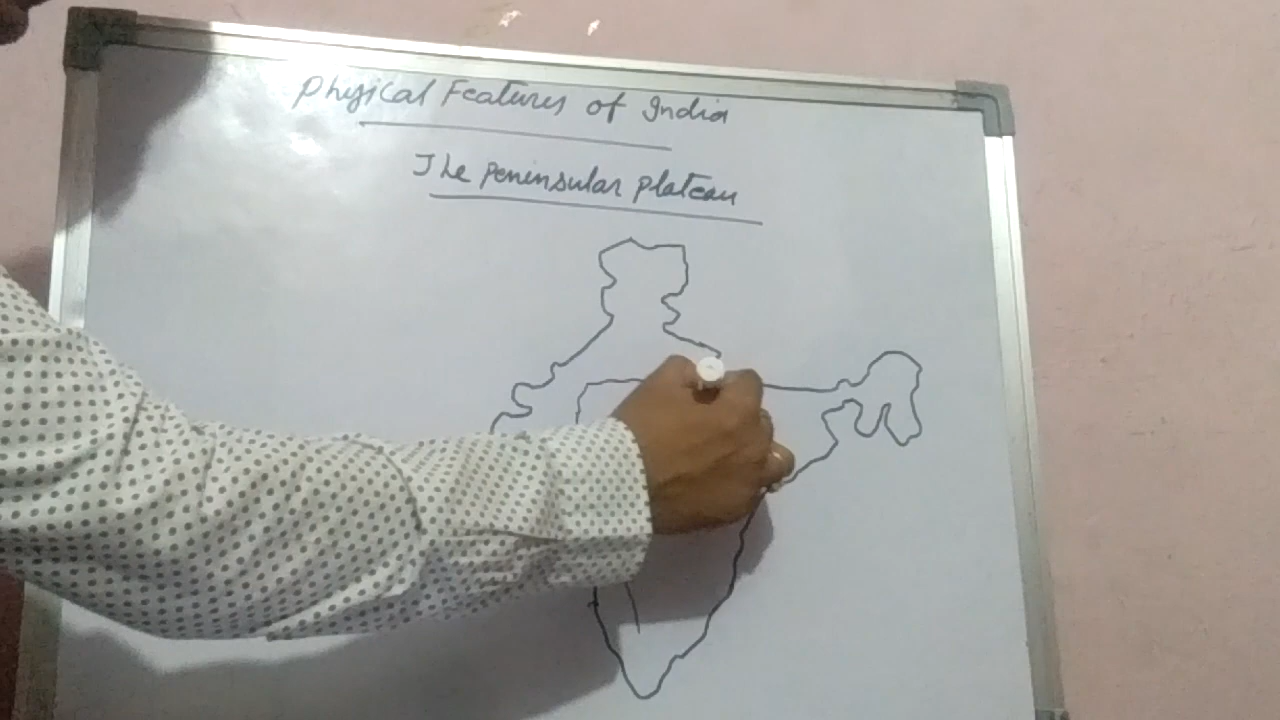 Physical Features of India
The Peninsular plateau